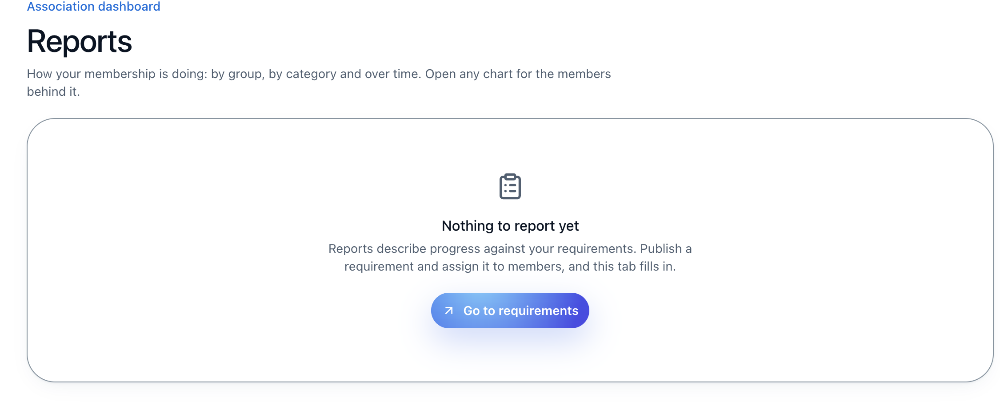 Association dashboard
Reports
How your membership is doing: by group, by category and over time. Open any chart for the members
behind it.
Nothing to report yet
Reports describe progress against your requirements. Publish a
requirement and assign it to members, and this tab fills in.
Go to requirements